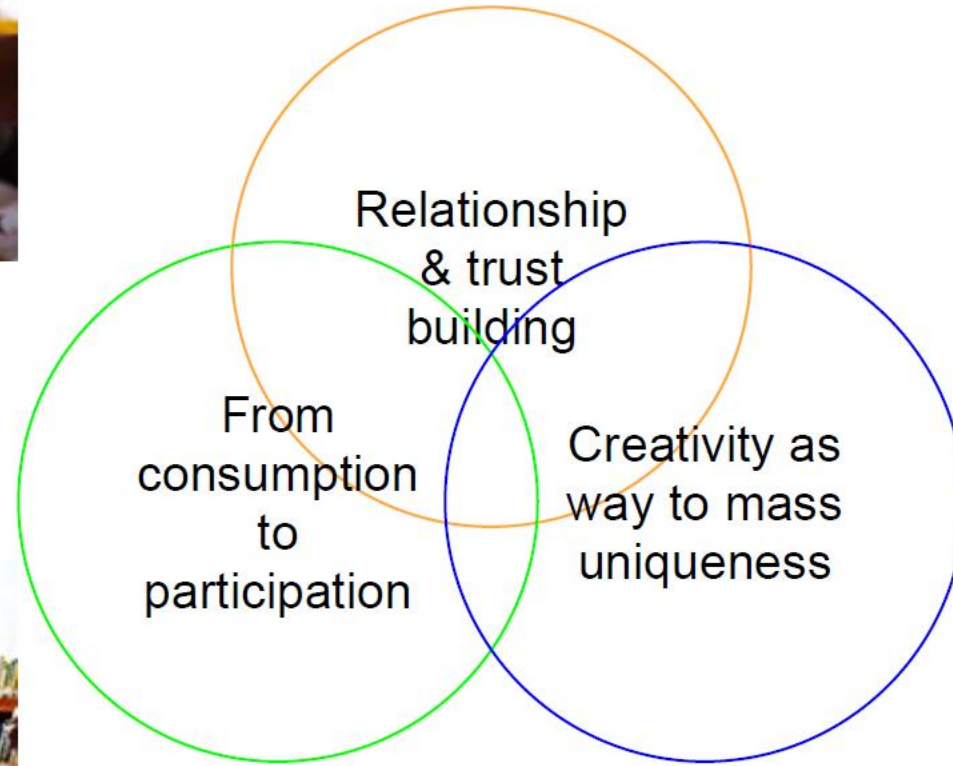 Relationship
& trust
building
From
consumption
to
participation
Creativity as
way to mass
uniqueness